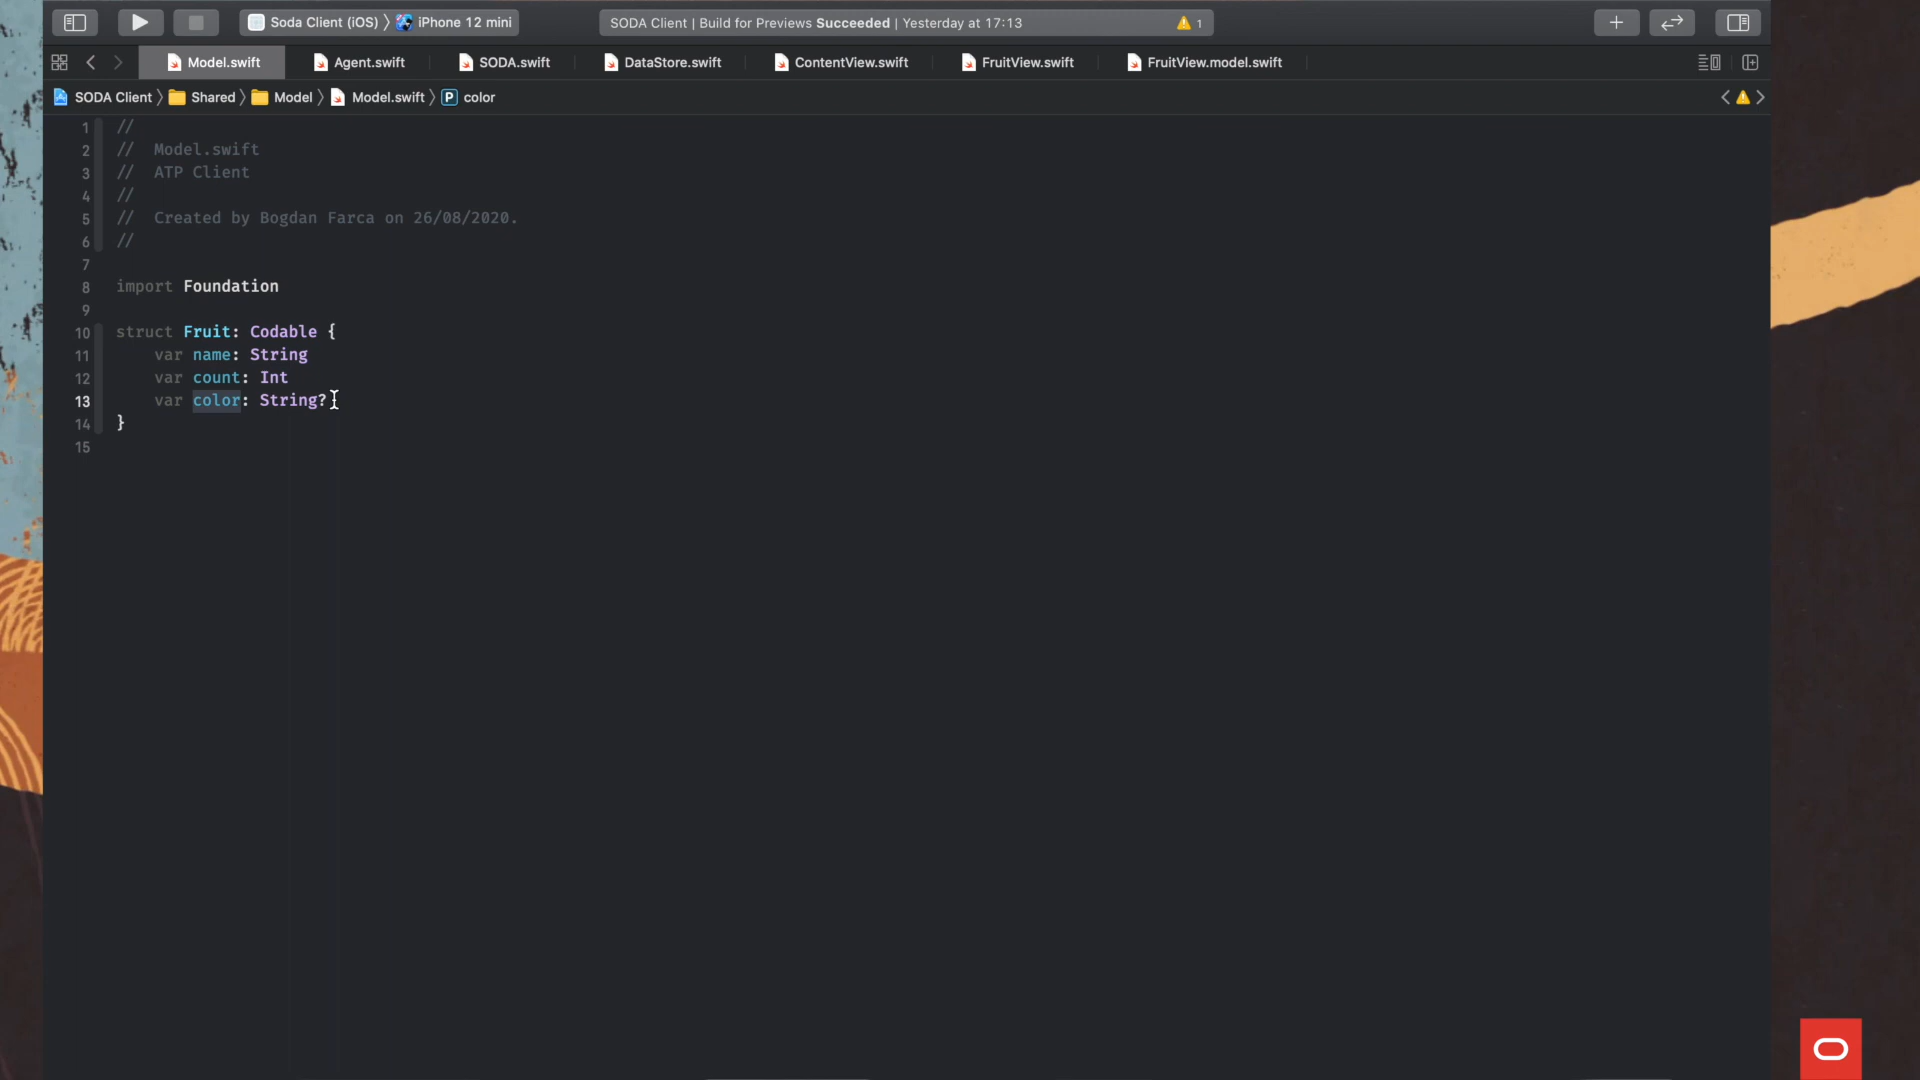 Soda Client (iOS) 〉 iPhone 12 mini
SODA Client | Build for Previews Succeeded | Yesterday at 17:13
1
Model.swift
Agent.swift
SODA.swift
DataStore.swift
ContentView.swift
FruitView.swift
FruitView.model.swift
SODA Client 〉 Shared 〉 Model 〉 Model.swift 〉 P color
1 //
2 //  Model.swift
3 //  ATP Client
4 //
5 //  Created by Bogdan Farca on 26/08/2020.
6 //
7
8 import Foundation
9
10 struct Fruit: Codable {
11     var name: String
12     var count: Int
13     var color: String?
14 }
15